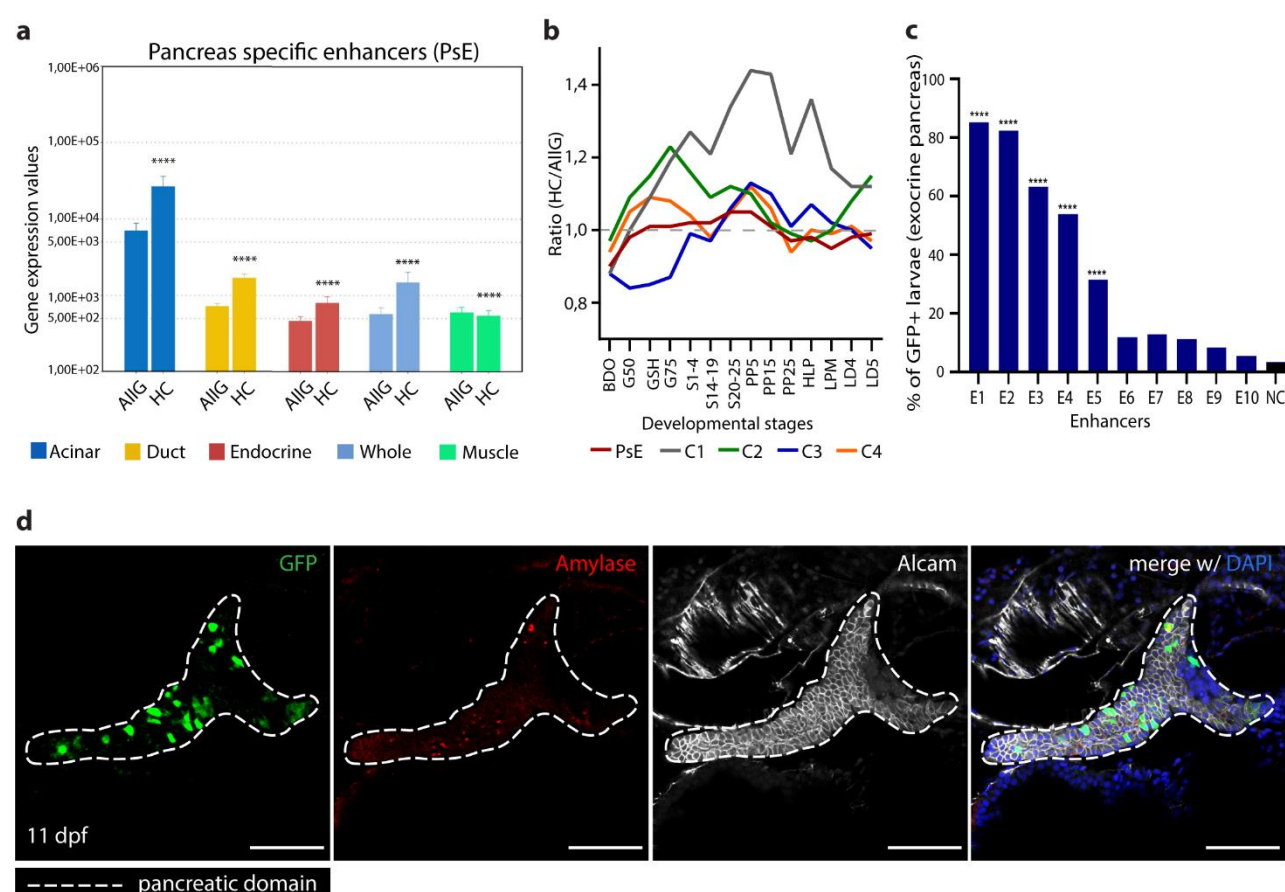 a
Pancreas specific enhancers (PsE)
Gene expression values
1,00E+06
1,00E+05
1,00E+04
5,00E+03
1,00E+03
5,00E+02
1,00E+02
****
****
****
****
****
AllG HC AllG HC AllG HC AllG HC AllG HC
Acinar Duct Endocrine Whole Muscle
b
Ratio (HC/AllG)
1,4
1,2
1,0
0,8
BDO G50 GSH G75 S1-4 S14-19 S20-25 PP5 PP15 PP25 HLP LPM LD4 LD5
Developmental stages
PsE C1 C2 C3 C4
c
% of GFP+ larvae (exocrine pancreas)
100
80
60
40
20
0
**** **** **** **** ****
E1 E2 E3 E4 E5 E6 E7 E8 E9 E10 NC
Enhancers
d
GFP
11 dpf
Amylase
Alcam
merge w/ DAPI
pancreatic domain